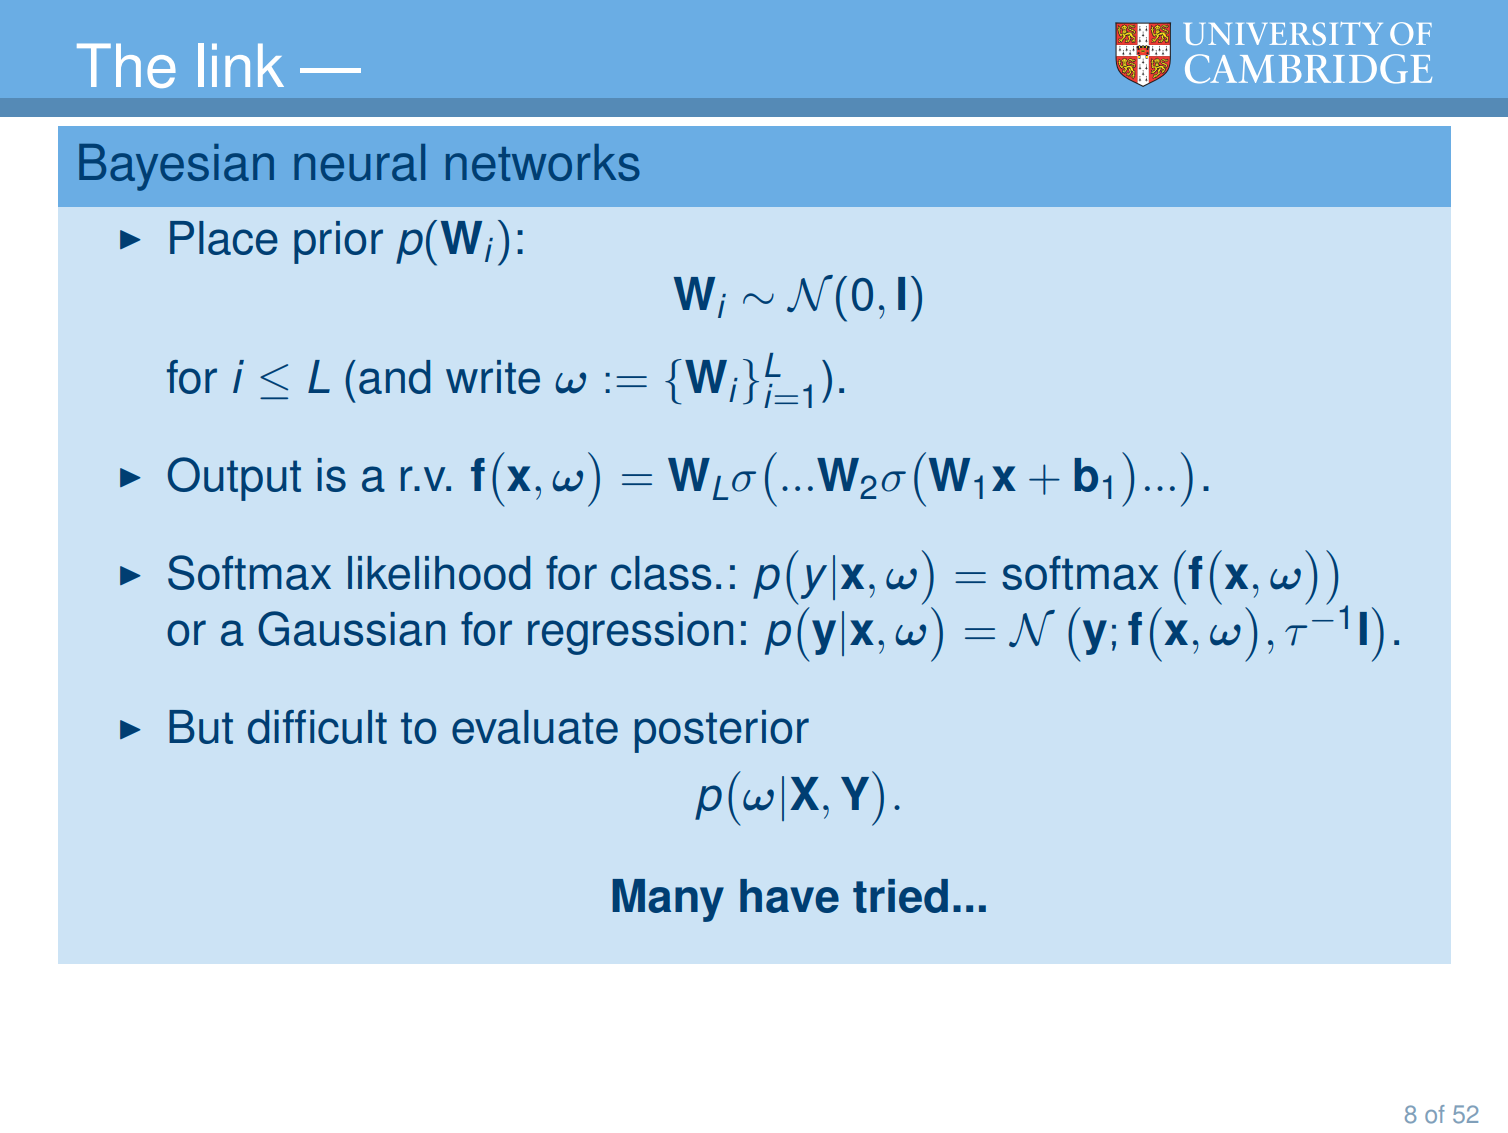 The link —
UNIVERSITY OF
CAMBRIDGE
Bayesian neural networks
▶ Place prior p(W_i):
W_i ∼ 𝒩(0, I)
for i ≤ L (and write ω := {W_i}_{i=1}^L).
▶ Output is a r.v. f(x, ω) = W_L σ(...W_2 σ(W_1 x + b_1)...).
▶ Softmax likelihood for class.: p(y|x, ω) = softmax (f(x, ω))
or a Gaussian for regression: p(y|x, ω) = 𝒩 (y; f(x, ω), τ^{−1}I).
▶ But difficult to evaluate posterior
p(ω|X, Y).
Many have tried...
8 of 52